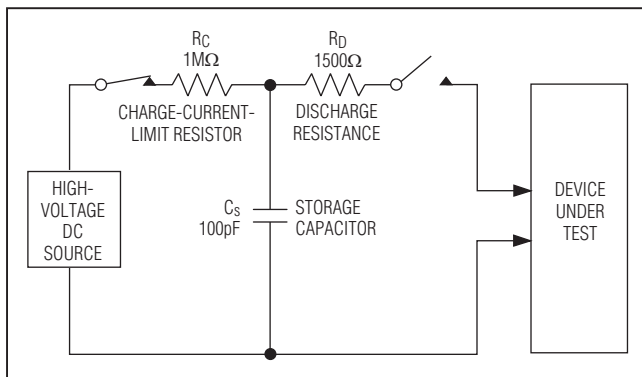 RC
1MΩ
CHARGE-CURRENT-
LIMIT RESISTOR
RD
1500Ω
DISCHARGE
RESISTANCE
HIGH-
VOLTAGE
DC
SOURCE
CS
100pF
STORAGE
CAPACITOR
DEVICE
UNDER
TEST